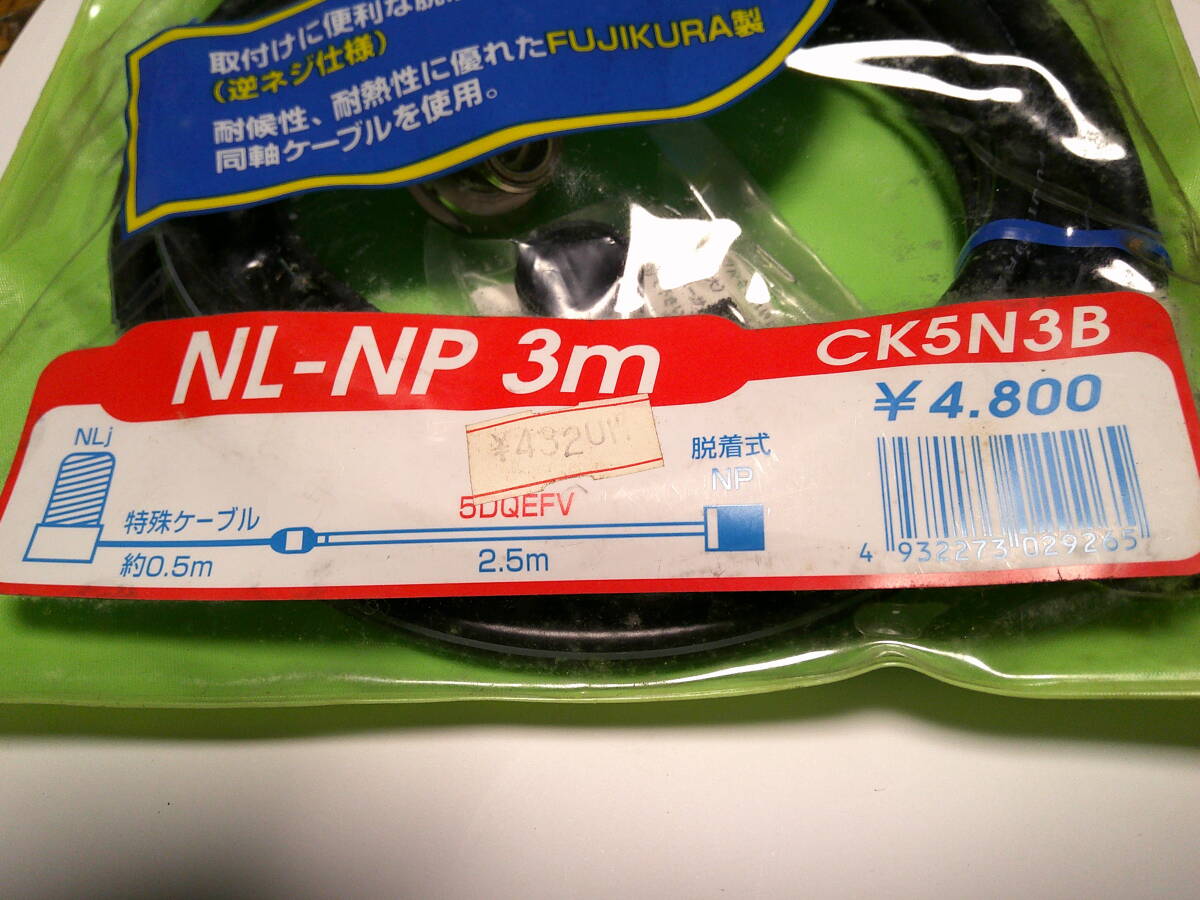 取付けに便利な脱
(逆ネジ仕様)
耐候性、耐熱性に優れたFUJIKURA製
同軸ケーブルを使用。
NL-NP 3m
CK5N3B
¥4.800
NLj
¥432
脱着式
NP
特殊ケーブル
5DQEFV
約0.5m
2.5m
4 932273 029265